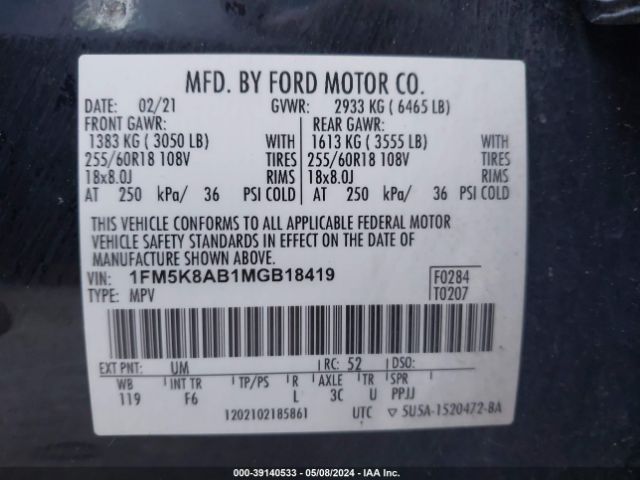 MFD. BY FORD MOTOR CO.
DATE: 02/21 GVWR: 2933 KG ( 6465 LB)
FRONT GAWR: REAR GAWR:
1383 KG ( 3050 LB) WITH 1613 KG ( 3555 LB) WITH
255/60R18 108V TIRES 255/60R18 108V TIRES
18x8.0J RIMS 18x8.0J RIMS
AT 250 kPa/ 36 PSI COLD AT 250 kPa/ 36 PSI COLD
THIS VEHICLE CONFORMS TO ALL APPLICABLE FEDERAL MOTOR
VEHICLE SAFETY STANDARDS IN EFFECT ON THE DATE OF
MANUFACTURE SHOWN ABOVE.
VIN: 1FM5K8AB1MGB18419 F0284
TYPE: MPV T0207
EXT PNT: UM RC: 52 DSO:
WB INT TR TP/PS R AXLE TR SPR
119 F6 L 3C U PPJJ
1202102185861 UTC ▽ 5U5A-1520472-BA
000-39140533 - 05/08/2024 - IAAI.COM